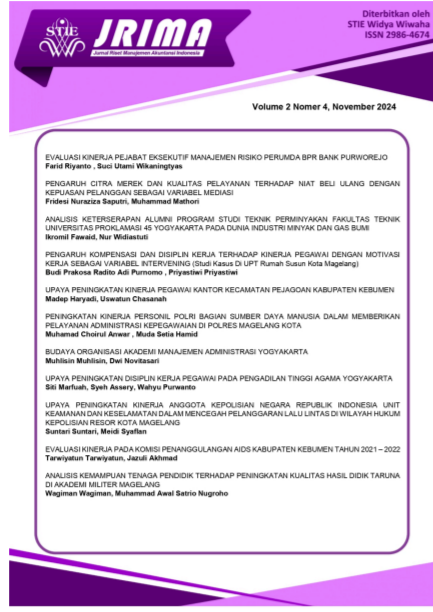 Diterbitkan oleh
STIE Widya Wiwaha
ISSN 2986-4674
STIE
JRIMA
Jurnal Riset Manajemen Akuntansi Indonesia
Volume 2 Nomer 4, November 2024
EVALUASI KINERJA PEJABAT EKSEKUTIF MANAJEMEN RISIKO PERUMDA BPR BANK PURWOREJO
Farid Riyanto , Suci Utami Wikaningtyas
PENGARUH CITRA MEREK DAN KUALITAS PELAYANAN TERHADAP NIAT BELI ULANG DENGAN
KEPUASAN PELANGGAN SEBAGAI VARIABEL MEDIASI
Fridesi Nuraziza Saputri, Muhammad Mathori
ANALISIS KETERSERAPAN ALUMNI PROGRAM STUDI TEKNIK PERMINYAKAN FAKULTAS TEKNIK
UNIVERSITAS PROKLAMASI 45 YOGYAKARTA PADA DUNIA INDUSTRI MINYAK DAN GAS BUMI
Ikromil Fawaid, Nur Widiastuti
PENGARUH KOMPENSASI DAN DISIPLIN KERJA TERHADAP KINERJA PEGAWAI DENGAN MOTIVASI
KERJA SEBAGAI VARIABEL INTERVENING (Studi Kasus Di UPT Rumah Susun Kota Magelang)
Budi Prakosa Radito Adi Purnomo , Priyastiwi Priyastiwi
UPAYA PENINGKATAN KINERJA PEGAWAI KANTOR KECAMATAN PEJAGOAN KABUPATEN KEBUMEN
Madep Haryadi, Uswatun Chasanah
PENINGKATAN KINERJA PERSONIL POLRI BAGIAN SUMBER DAYA MANUSIA DALAM MEMBERIKAN
PELAYANAN ADMINISTRASI KEPEGAWAIAN DI POLRES MAGELANG KOTA
Muhamad Choirul Anwar , Muda Setia Hamid
BUDAYA ORGANISASI AKADEMI MANAJEMEN ADMINISTRASI YOGYAKARTA
Muhlisin Muhlisin, Dwi Novitasari
UPAYA PENINGKATAN DISIPLIN KERJA PEGAWAI PADA PENGADILAN TINGGI AGAMA YOGYAKARTA
Siti Marfuah, Syeh Assery, Wahyu Purwanto
UPAYA PENINGKATAN KINERJA ANGGOTA KEPOLISIAN NEGARA REPUBLIK INDONESIA UNIT
KEAMANAN DAN KESELAMATAN DALAM MENCEGAH PELANGGARAN LALU LINTAS DI WILAYAH HUKUM
KEPOLISIAN RESOR KOTA MAGELANG
Suntari Suntari, Meidi Syaflan
EVALUASI KINERJA PADA KOMISI PENANGGULANGAN AIDS KABUPATEN KEBUMEN TAHUN 2021 – 2022
Tarwiyatun Tarwiyatun, Jazuli Akhmad
ANALISIS KEMAMPUAN TENAGA PENDIDIK TERHADAP PENINGKATAN KUALITAS HASIL DIDIK TARUNA
DI AKADEMI MILITER MAGELANG
Wagiman Wagiman, Muhammad Awal Satrio Nugroho